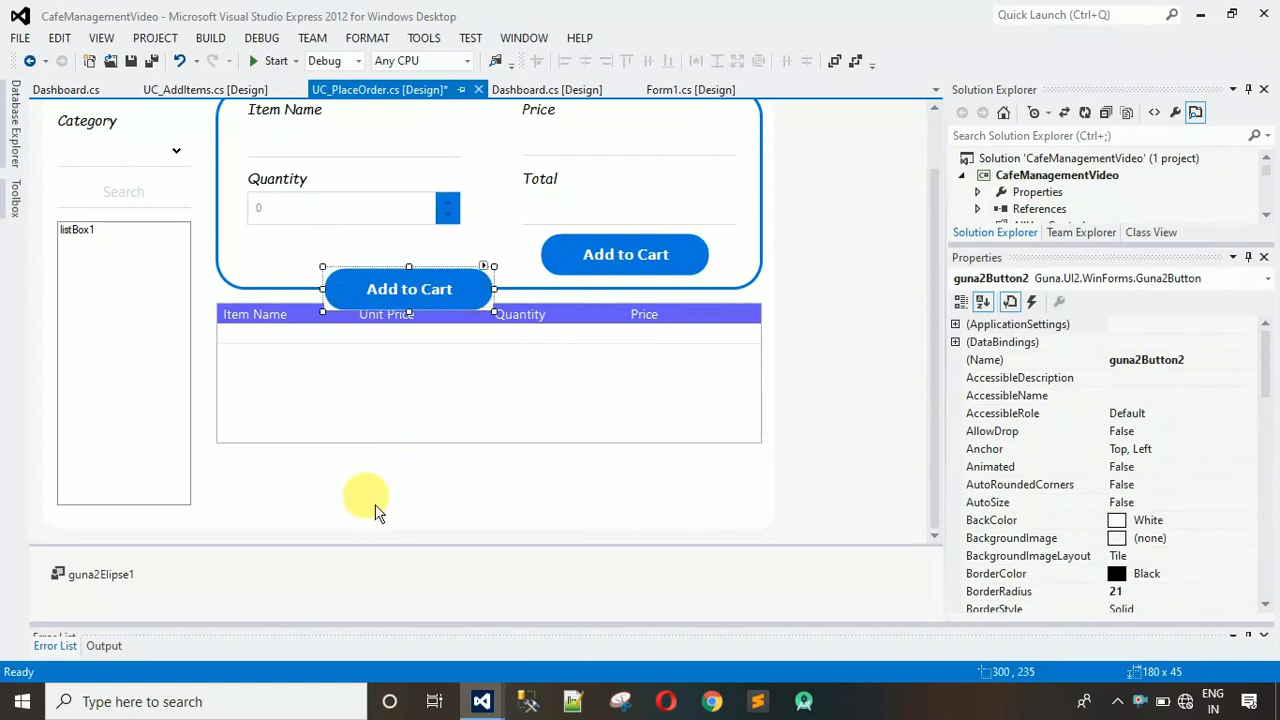 CafeManagementVideo - Microsoft Visual Studio Express 2012 for Windows Desktop
Quick Launch (Ctrl+Q)
FILE EDIT VIEW PROJECT BUILD DEBUG TEAM FORMAT TOOLS TEST WINDOW HELP
Start Debug Any CPU
Database Explorer
Toolbox
Dashboard.cs UC_AddItems.cs [Design] UC_PlaceOrder.cs [Design]* Dashboard.cs [Design] Form1.cs [Design]
Category
Search
listBox1
Item Name Price
Quantity Total
0
Add to Cart
Add to Cart
Item Name Unit Price Quantity Price
guna2Elipse1
Error List
Error List Output
Solution Explorer
Search Solution Explorer (Ctrl+;)
Solution 'CafeManagementVideo' (1 project)
C# CafeManagementVideo
Properties
References
Solution Explorer Team Explorer Class View
Properties
guna2Button2 Guna.UI2.WinForms.Guna2Button
(ApplicationSettings)
(DataBindings)
(Name) guna2Button2
AccessibleDescription
AccessibleName
AccessibleRole Default
AllowDrop False
Anchor Top, Left
Animated False
AutoRoundedCorners False
AutoSize False
BackColor White
BackgroundImage (none)
BackgroundImageLayout Tile
BorderColor Black
BorderRadius 21
BorderStyle Solid
Ready 300 , 235 180 x 45
Type here to search
ENG
IN